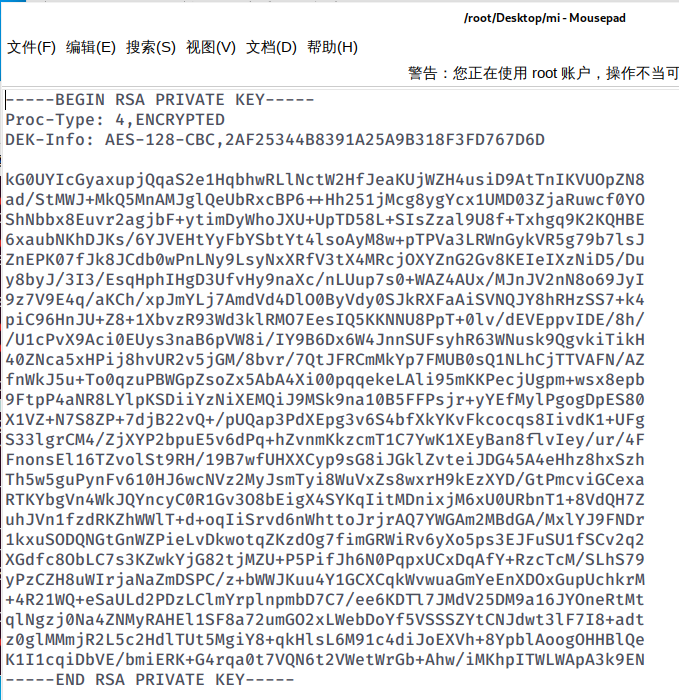 /root/Desktop/mi - Mousepad
文件(F) 编辑(E) 搜索(S) 视图(V) 文档(D) 帮助(H)
警告：您正在使用 root 账户，操作不当可
-----BEGIN RSA PRIVATE KEY-----
Proc-Type: 4,ENCRYPTED
DEK-Info: AES-128-CBC,2AF25344B8391A25A9B318F3FD767D6D
kG0UYIcGyaxupjQqaS2e1HqbhwRLlNctW2HfJeaKUjWZH4usiD9AtTnIKVUOpZN8
ad/StMWJ+MkQ5MnAMJglQeUbRxcBP6++Hh251jMcg8ygYcx1UMD03ZjaRuwcf0YO
ShNbbx8Euvr2agjbF+ytimDyWhoJXU+UpTD58L+SIsZzal9U8f+Txhgq9K2KQHBE
6xaubNKhDJKs/6YJVEHtYyFbYSbtYt4lsoAyM8w+pTPVa3LRWnGykVR5g79b7lsJ
ZnEPK07fJk8JCdb0wPnLNy9LsyNxXRfV3tX4MRcjOXYZnG2Gv8KEIeIXzNiD5/Du
y8byJ/3I3/EsqHphIHgD3UfvHy9naXc/nLUup7s0+WAZ4AUx/MJnJV2nN8o69JyI
9z7V9E4q/aKCh/xpJmYLj7AmdVd4DlO0ByVdy0SJkRXFaAiSVNQJY8hRHzSS7+k4
piC96HnJU+Z8+1XbvzR93Wd3klRMO7EesIQ5KKNNU8PpT+0lv/dEVEppvIDE/8h/
/U1cPvX9Aci0EUys3naB6pVW8i/IY9B6Dx6W4JnnSUFsyhR63WNusk9QgvkiTikH
40ZNca5xHPij8hvUR2v5jGM/8bvr/7QtJFRCmMkYp7FMUB0sQ1NLhCjTTVAFN/AZ
fnWkJ5u+To0qzuPBWGpZsoZx5AbA4Xi00pqqekeLAli95mKKPecjUgpm+wsx8epb
9FtpP4aNR8LYlpKSDiiYzNiXEMQiJ9MSk9na10B5FFPsjr+yYEfMylPgogDpES80
X1VZ+N7S8ZP+7djB22vQ+/pUQap3PdXEpg3v6S4bfXkYKvFkcocqs8IivdK1+UFg
S33lgrCM4/ZjXYP2bpuE5v6dPq+hZvnmKkzcmT1C7YwK1XEyBan8flvIey/ur/4F
FnonsEl16TZvolSt9RH/19B7wfUHXXCyp9sG8iJGklZvteiJDG45A4eHhz8hxSzh
Th5w5guPynFv610HJ6wcNVz2MyJsmTyi8WuVxZs8wxrH9kEzXYD/GtPmcviGCexa
RTKYbgVn4WkJQYncyC0R1Gv3O8bEigX4SYKqIitMDnixjM6xU0URbnT1+8VdQH7Z
uhJVn1fzdRKZhWWlT+d+oqIiSrvd6nWhttoJrjrAQ7YWGAm2MBdGA/MxlYJ9FNDr
1kxuSODQNGtGnWZPieLvDkwotqZKzdOg7fimGRWiRv6yXo5ps3EJFuSU1fSCv2q2
XGdfc8ObLC7s3KZwkYjG82tjMZU+P5PifJh6N0PqpxUCxDqAfY+RzcTcM/SLhS79
yPzCZH8uWIrjaNaZmDSPC/z+bWWJKuu4Y1GCXCqkWvwuaGmYeEnXDOxGupUchkrM
+4R21WQ+eSaULd2PDzLClmYrplnpmbD7C7/ee6KDTl7JMdV25DM9a16JYOneRtMt
qlNgzj0Na4ZNMyRAHEl1SF8a72umGO2xLWebDoYf5VSSSZYtCNJdwt3lF7I8+adt
z0glMMmjR2L5c2HdlTUt5MgiY8+qkHlsL6M91c4diJoEXVh+8YpblAoogOHHBlQe
K1I1cqiDbVE/bmiERK+G4rqa0t7VQN6t2VWetWrGb+Ahw/iMKhpITWLWApA3k9EN
-----END RSA PRIVATE KEY-----